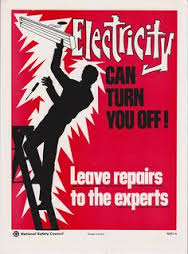 Electricity
CAN
TURN
YOU OFF!
Leave repairs
to the experts
National Safety Council